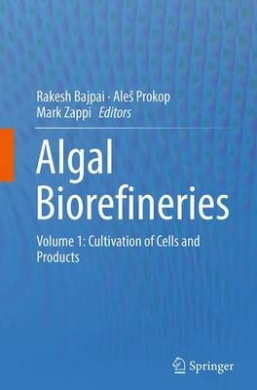 Rakesh Bajpai · Aleš Prokop
Mark Zappi Editors
Algal
Biorefineries
Volume 1: Cultivation of Cells and
Products
Springer